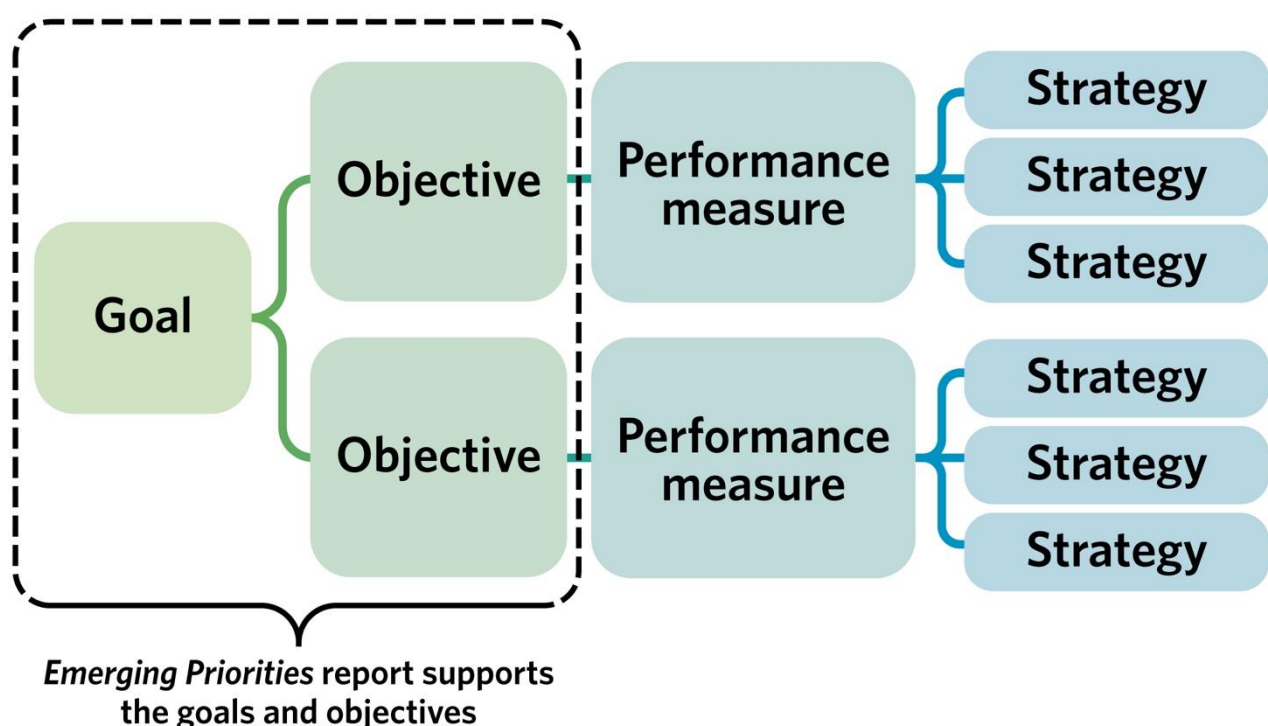 Goal
Objective
Performance
measure
Strategy
Strategy
Strategy
Objective
Performance
measure
Strategy
Strategy
Strategy
Emerging Priorities report supports
the goals and objectives